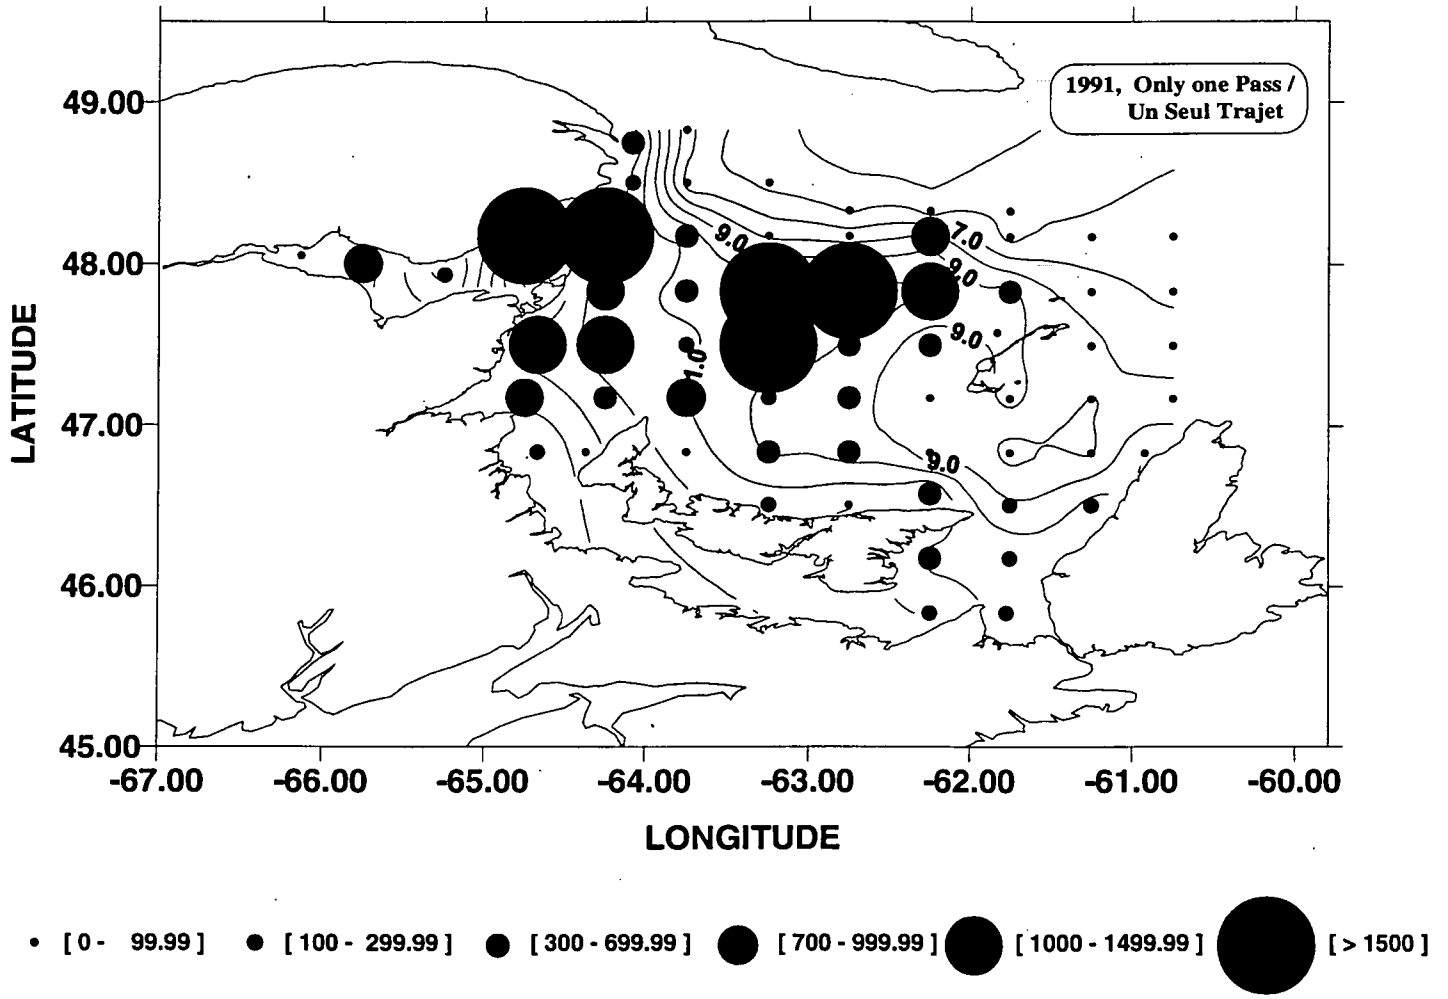 1991, Only one Pass /
Un Seul Trajet
49.00
48.00
47.00
46.00
45.00
LATITUDE
9.0
7.0
9.0
9.0
1.0
9.0
-67.00 -66.00 -65.00 -64.00 -63.00 -62.00 -61.00 -60.00
LONGITUDE
[ 0 - 99.99 ] [ 100 - 299.99 ] [ 300 - 699.99 ] [ 700 - 999.99 ] [ 1000 - 1499.99 ] [ > 1500 ]